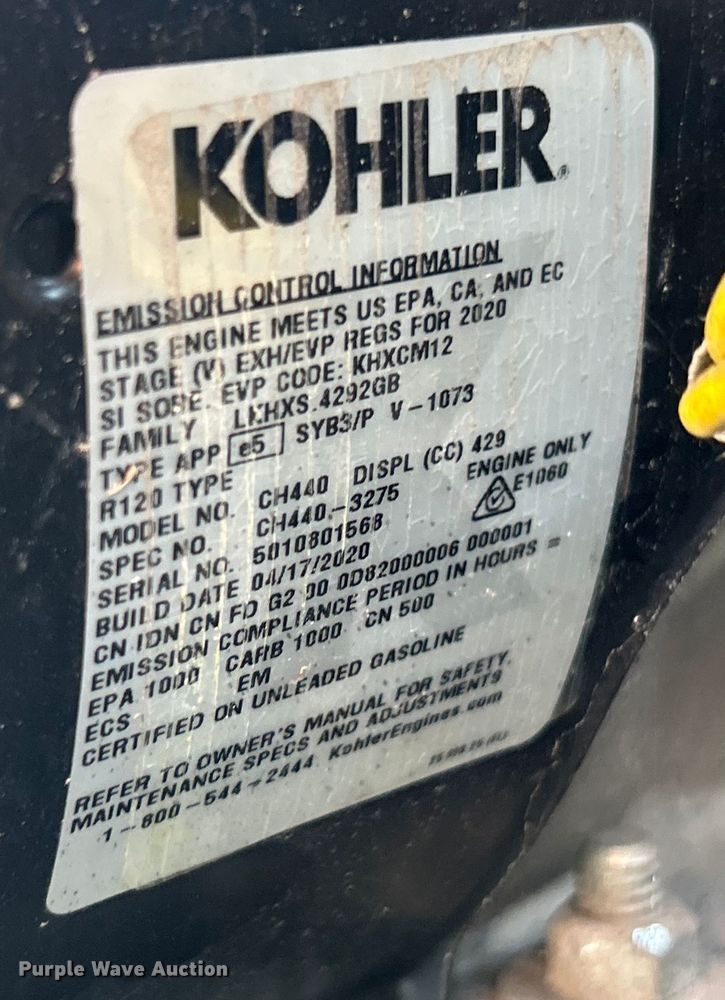 KOHLER®
EMISSION CONTROL INFORMATION
THIS ENGINE MEETS US EPA, CA, AND EC
STAGE (V) EXH/EVP REGS FOR 2020
SI SORE. EVP CODE: KHXCM12
FAMILY LKHXS.4292GB
TYPE APP e5 SYB3/P V-1073
R120 TYPE
MODEL NO. CH440 DISPL (CC) 429
SPEC NO. CH440-3275 ENGINE ONLY
SERIAL NO. 5010801568 E1060
BUILD DATE 04/17/2020
CN IDN CN FD G2 00 0D82000006 000001
EMISSION COMPLIANCE PERIOD IN HOURS =
EPA 1000 CARB 1000 CN 500
ECS EM
CERTIFIED ON UNLEADED GASOLINE
REFER TO OWNER'S MANUAL FOR SAFETY,
MAINTENANCE SPECS AND ADJUSTMENTS
1-800-544-2444 KohlerEngines.com
Purple Wave Auction